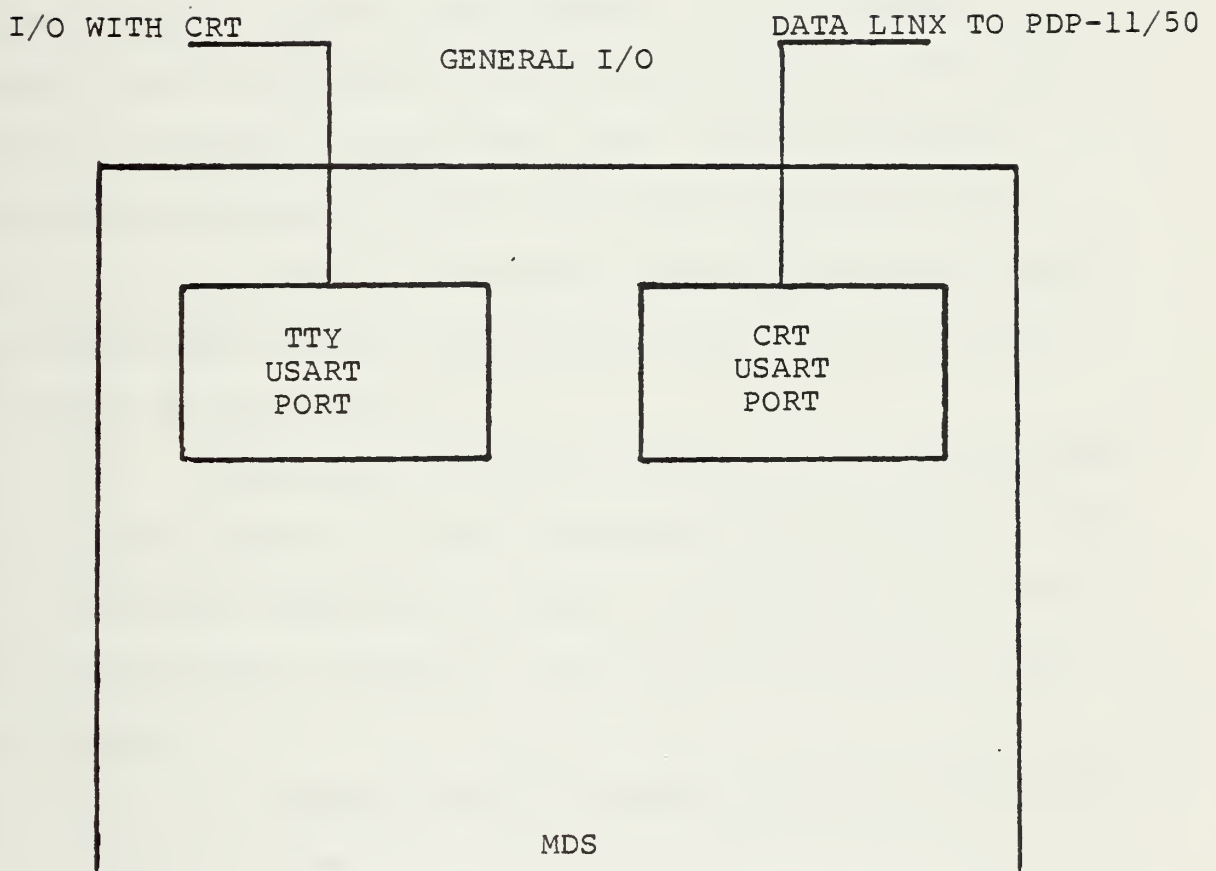 I/O WITH CRT
DATA LINX TO PDP-11/50
GENERAL I/O
TTY
USART
PORT
CRT
USART
PORT
MDS